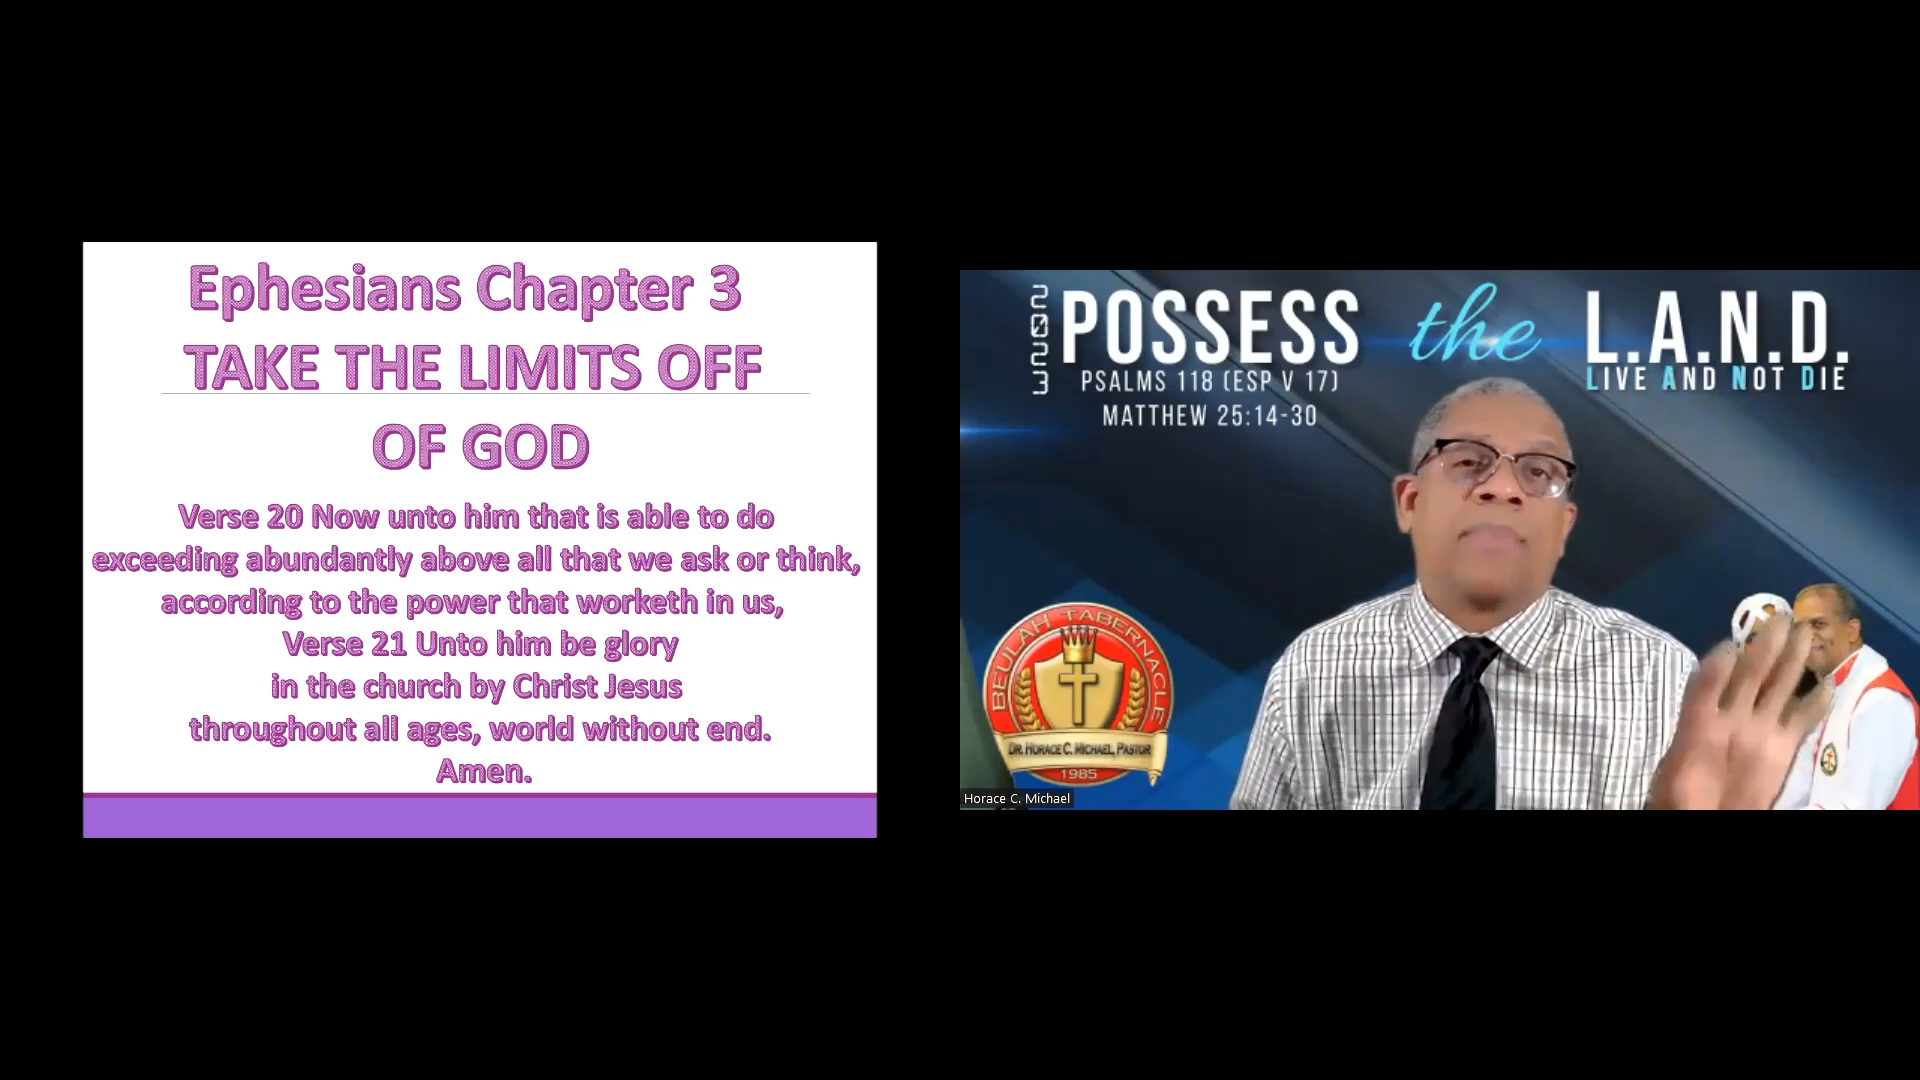 Ephesians Chapter 3
TAKE THE LIMITS OFF
OF GOD
Verse 20 Now unto him that is able to do
exceeding abundantly above all that we ask or think,
according to the power that worketh in us,
Verse 21 Unto him be glory
in the church by Christ Jesus
throughout all ages, world without end.
Amen.
2023
POSSESS the L.A.N.D.
LIVE AND NOT DIE
PSALMS 118 (ESP V 17)
MATTHEW 25:14-30
BEULAH TABERNACLE
DR. HORACE C. MICHAEL, PASTOR
1985
Horace C. Michael